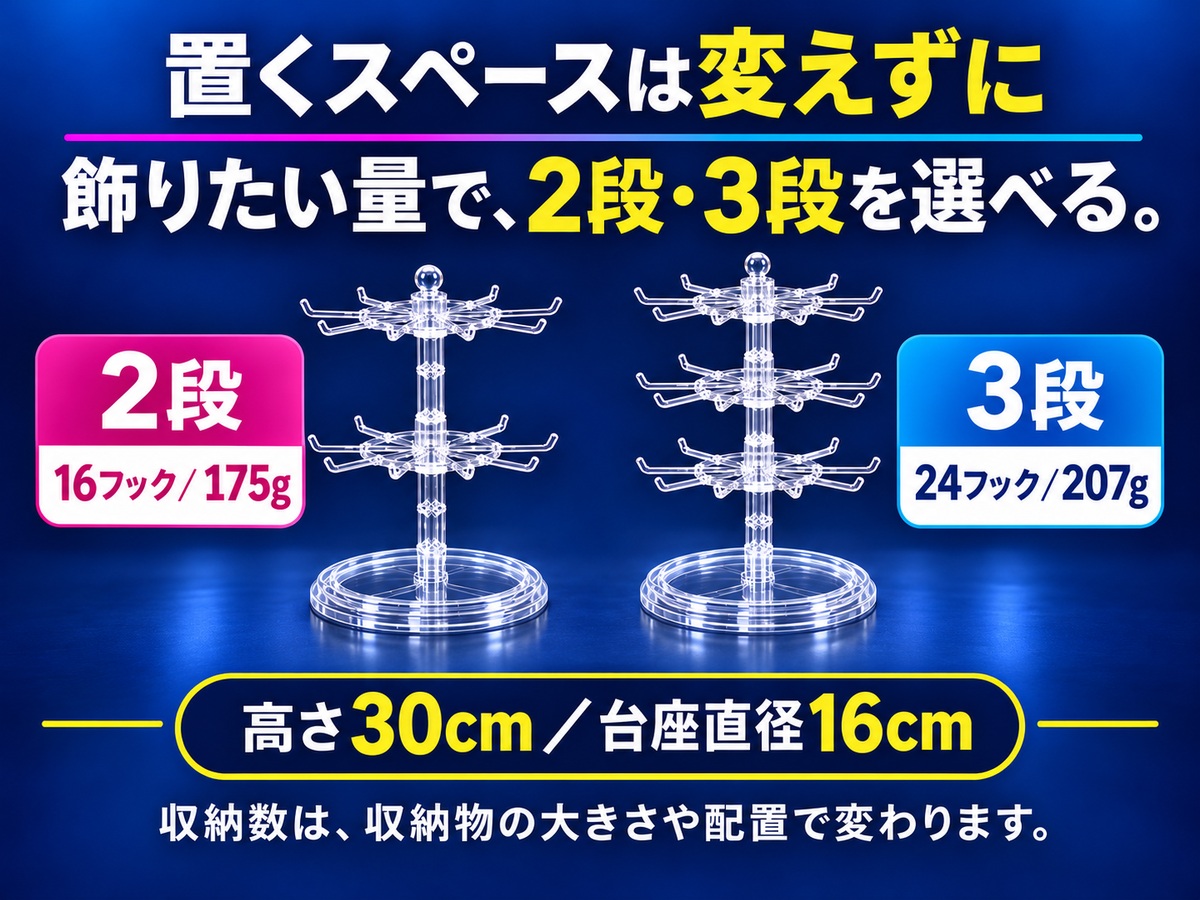 置くスペースは変えずに
飾りたい量で、2段・3段を選べる。
2段
16フック/175g
3段
24フック/207g
高さ30cm／台座直径16cm
収納数は、収納物の大きさや配置で変わります。